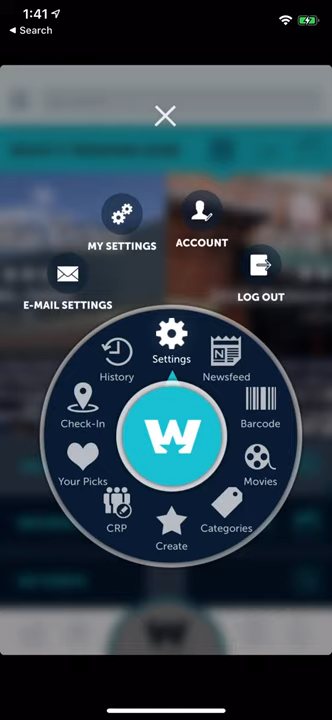 1:41
Search
MY SETTINGS
ACCOUNT
E-MAIL SETTINGS
LOG OUT
Settings
History
Newsfeed
N
Check-In
Barcode
W
Your Picks
Movies
CRP
Categories
Create